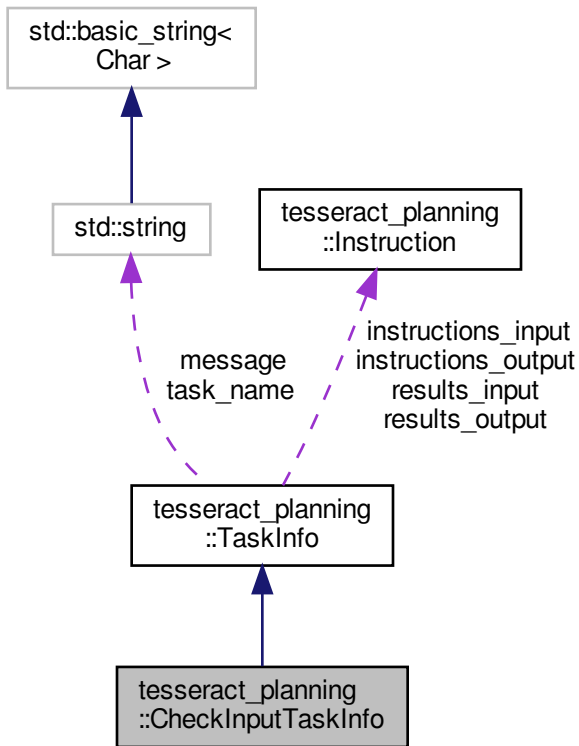 std::basic_string<
Char >
std::string
tesseract_planning
::Instruction
message
task_name
instructions_input
instructions_output
results_input
results_output
tesseract_planning
::TaskInfo
tesseract_planning
::CheckInputTaskInfo